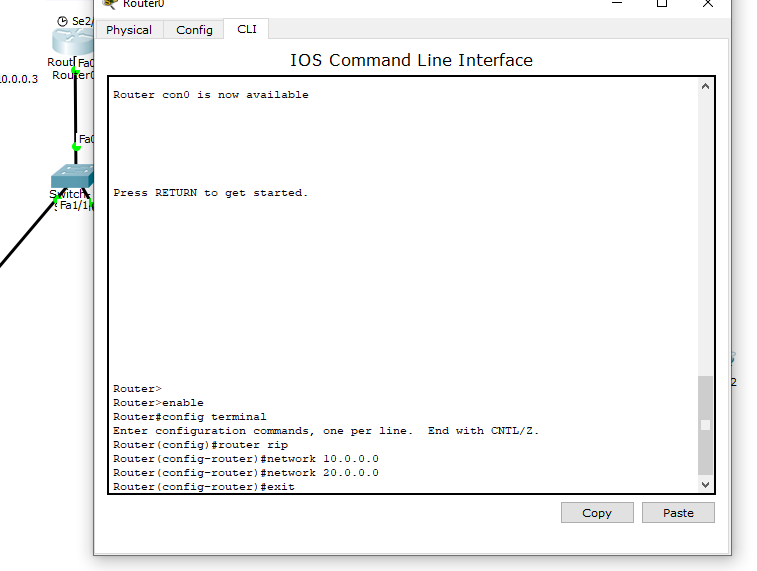 Router0
Physical
Config
CLI
IOS Command Line Interface
Router con0 is now available
Press RETURN to get started.
Router>
Router>enable
Router#config terminal
Enter configuration commands, one per line.  End with CNTL/Z.
Router(config)#router rip
Router(config-router)#network 10.0.0.0
Router(config-router)#network 20.0.0.0
Router(config-router)#exit
Copy
Paste
Se2/
Fa0
Router0
0.0.0.3
Fa0
Switch-
Fa1/1
2